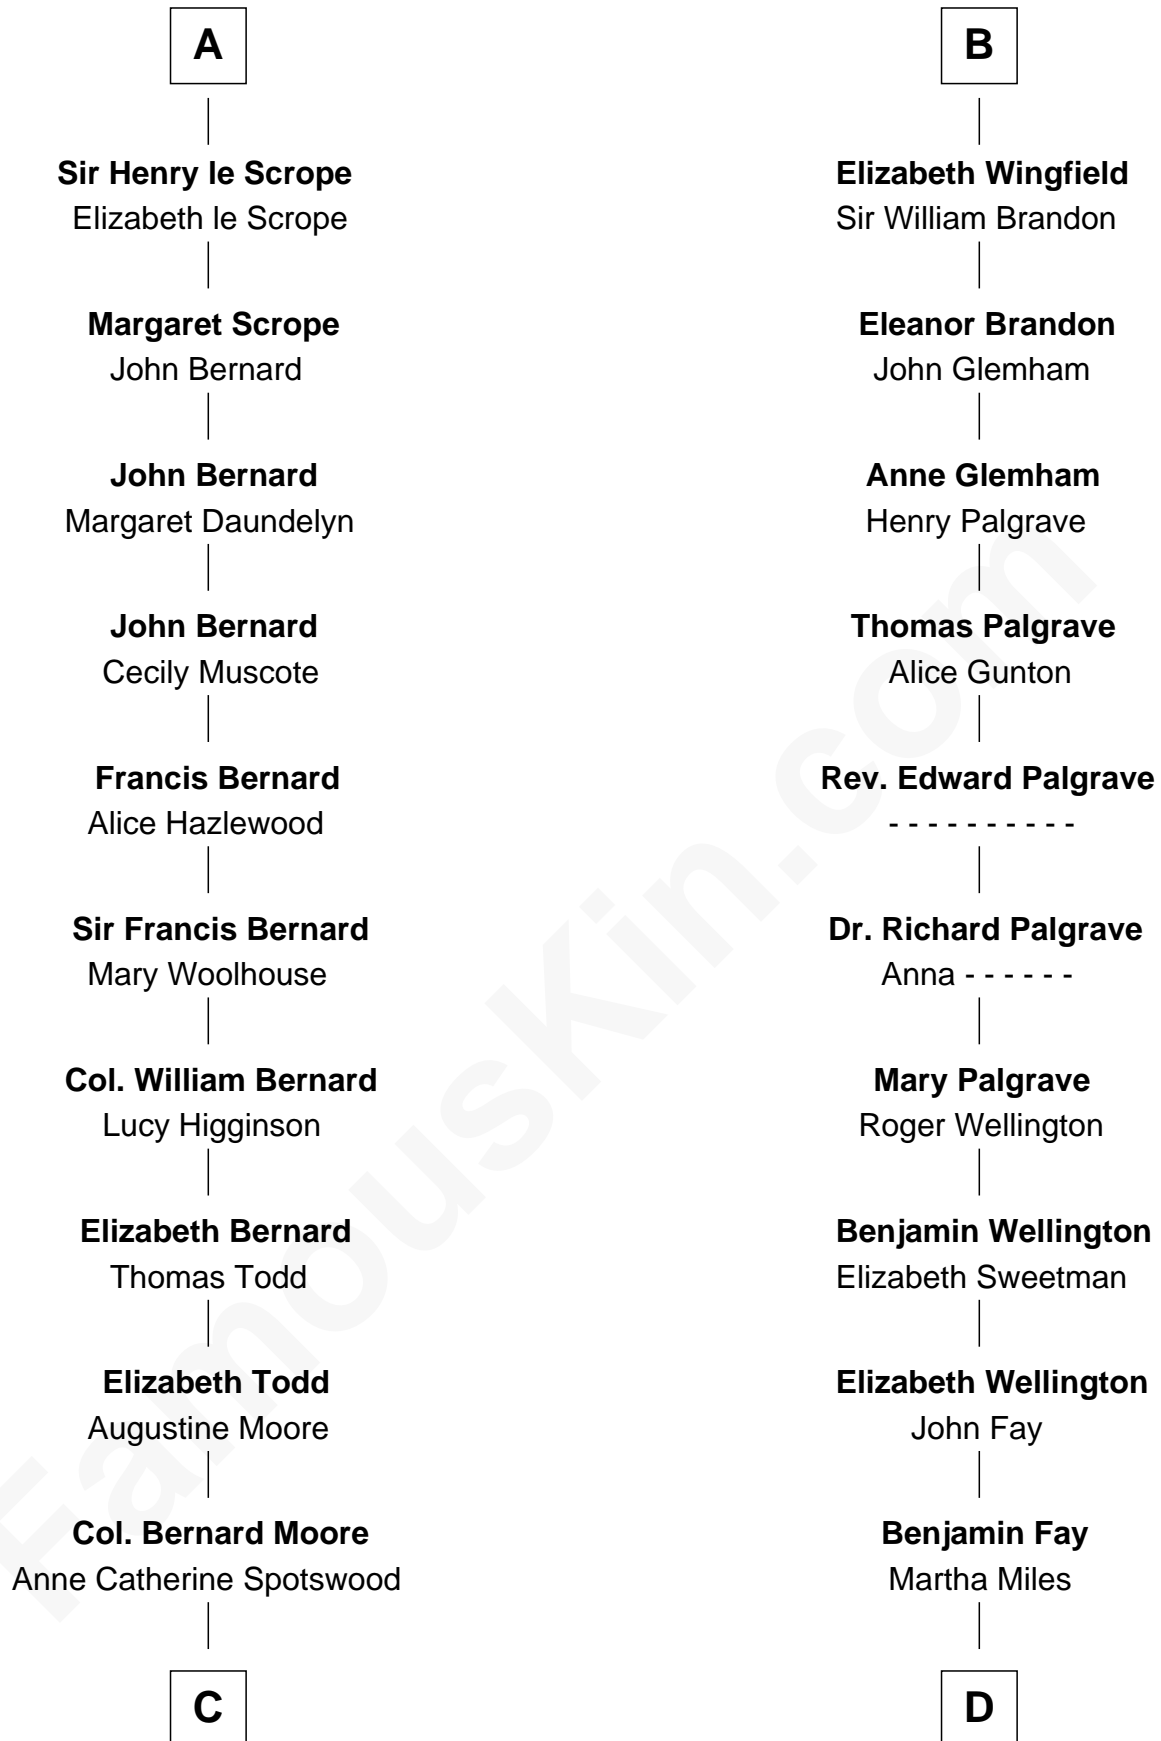 A
Sir Henry le Scrope
Elizabeth le Scrope
Margaret Scrope
John Bernard
John Bernard
Margaret Daundelyn
John Bernard
Cecily Muscote
Francis Bernard
Alice Hazlewood
Sir Francis Bernard
Mary Woolhouse
Col. William Bernard
Lucy Higginson
Elizabeth Bernard
Thomas Todd
Elizabeth Todd
Augustine Moore
Col. Bernard Moore
Anne Catherine Spotswood
C
B
Elizabeth Wingfield
Sir William Brandon
Eleanor Brandon
John Glemham
Anne Glemham
Henry Palgrave
Thomas Palgrave
Alice Gunton
Rev. Edward Palgrave
- - - - - - - - - -
Dr. Richard Palgrave
Anna - - - - - -
Mary Palgrave
Roger Wellington
Benjamin Wellington
Elizabeth Sweetman
Elizabeth Wellington
John Fay
Benjamin Fay
Martha Miles
D
FamousKin.com